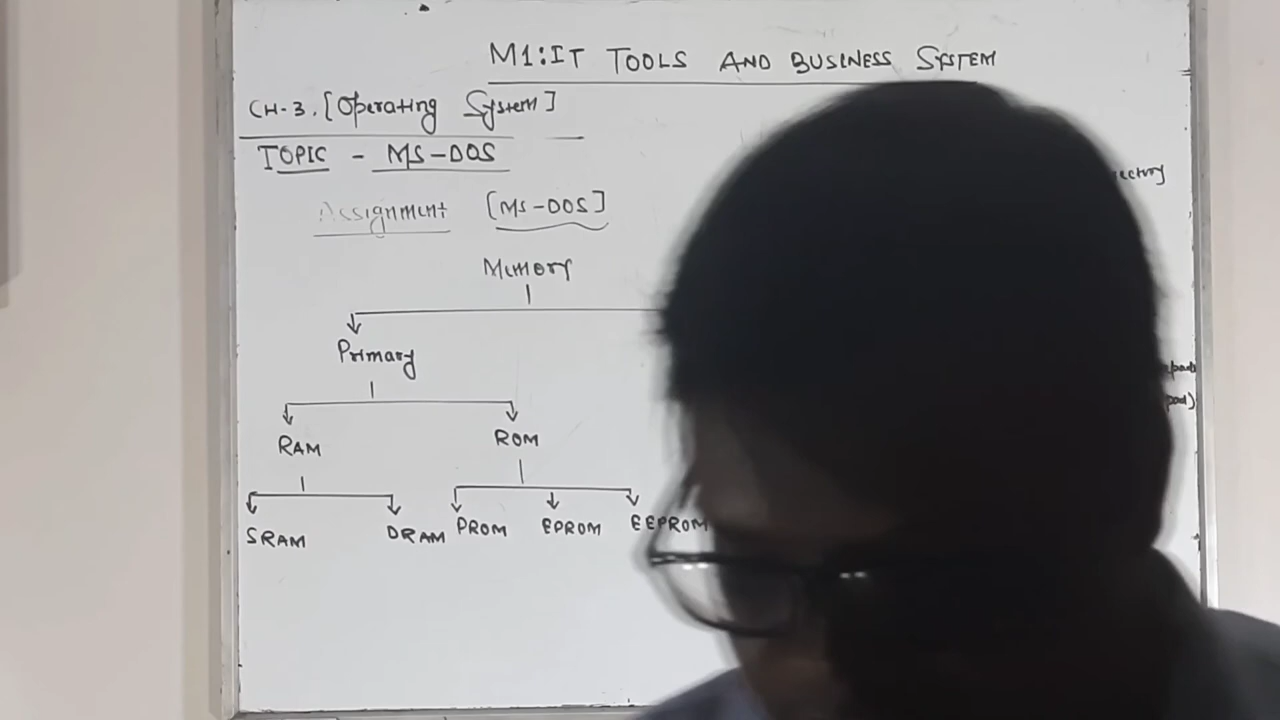 M1:IT TOOLS AND BUSINESS SYSTEM
CH-3. [Operating System]
TOPIC - MS-DOS
Assignment [MS-DOS]
Memory
Primary
RAM ROM
SRAM DRAM PROM EPROM EEPROM